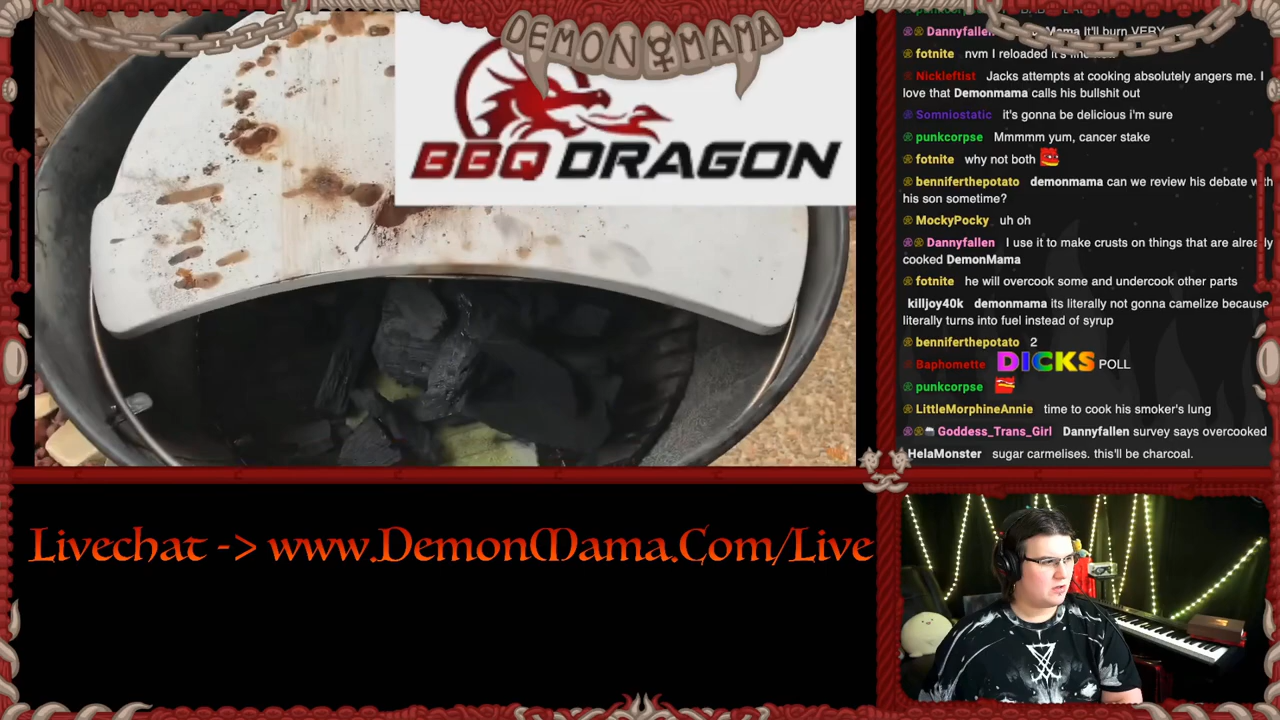 DEMON MAMA
BBQ DRAGON
Dannyfallen Mama It'll burn VERY
fotnite nvm I reloaded it's
Nickleftist Jacks attempts at cooking absolutely angers me. I
love that Demonmama calls his bullshit out
Somniostatic it's gonna be delicious i'm sure
punkcorpse Mmmmm yum, cancer stake
fotnite why not both
benniferthepotato demonmama can we review his debate with
his son sometime?
MockyPocky uh oh
Dannyfallen I use it to make crusts on things that are already
cooked DemonMama
fotnite he will overcook some and undercook other parts
killjoy40k demonmama its literally not gonna camelize because
literally turns into fuel instead of syrup
benniferthepotato 2
Baphomette DICKS POLL
punkcorpse
LittleMorphineAnnie time to cook his smoker's lung
Goddess_Trans_Girl Dannyfallen survey says overcooked
HelaMonster sugar carmelises. this'll be charcoal.
Livechat -> www.DemonMama.Com/Live